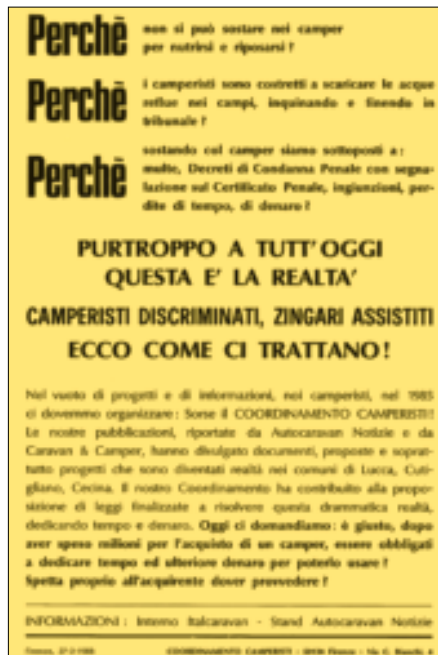 Perchē non si può sostare nei camper
per nutrirsi e riposarsi?
Perchē i camperisti sono costretti a scaricare le acque
reflue nei campi, inquinando e finendo in
tribunale?
Perchē sostando col camper siamo sottoposti a:
multe, Decreti di Condanna Penale con segna-
lazione sul Certificato Penale, ingiunzioni, per-
dite di tempo, di denaro?
PURTROPPO A TUTT'OGGI
QUESTA E' LA REALTA'
CAMPERISTI DISCRIMINATI, ZINGARI ASSISTITI
ECCO COME CI TRATTANO!
Nel vuoto di progetti e di informazioni, noi camperisti, nel 1985
ci dovemmo organizzare: Sorse il COORDINAMENTO CAMPERISTI!
Le nostre pubblicazioni, riportate da Autocaravan Notizie e da
Caravan & Camper, hanno divulgato documenti, proposte e soprat-
tutto progetti che sono diventati realtà nei comuni di Lucca, Cuti-
gliano, Cecina. Il nostro Coordinamento ha contribuito alla propo-
sizione di leggi finalizzate a risolvere questa drammatica realtà,
dedicando tempo e denaro. Oggi ci domandiamo: è giusto, dopo
aver speso milioni per l'acquisto di un camper, essere obbligati
a dedicare tempo ed ulteriore denaro per poterlo usare?
Spetta proprio all'acquirente dover provvedere?
INFORMAZIONI: Interno Italcaravan - Stand Autocaravan Notizie
COORDINAMENTO CAMPERISTI - Firenze - Via